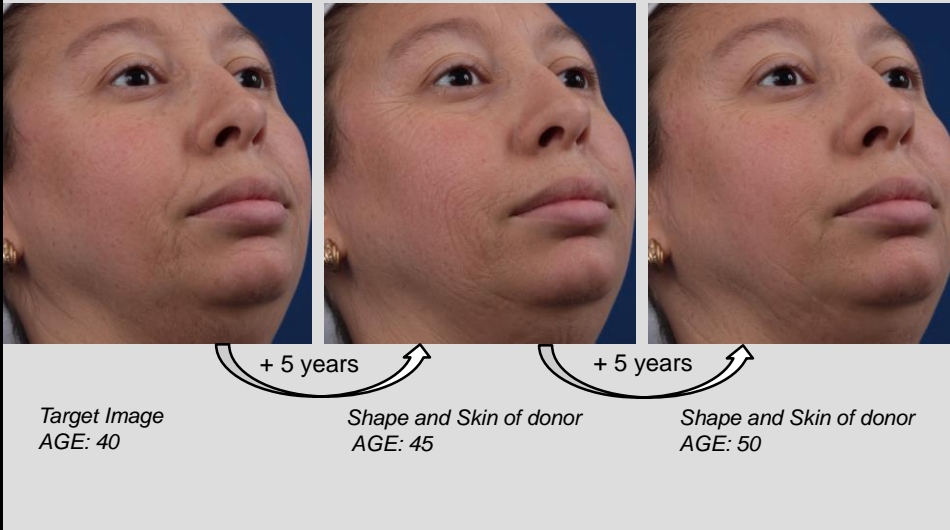 + 5 years
+ 5 years
Target Image
AGE: 40
Shape and Skin of donor
AGE: 45
Shape and Skin of donor
AGE: 50